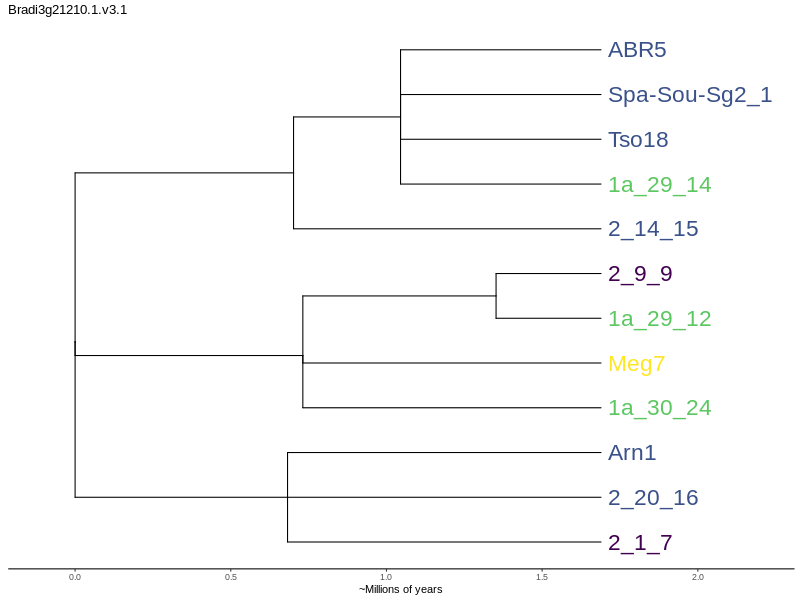 Bradi3g21210.1.v3.1
ABR5
Spa-Sou-Sg2_1
Tso18
1a_29_14
2_14_15
2_9_9
1a_29_12
Meg7
1a_30_24
Arn1
2_20_16
2_1_7
0.0 0.5 1.0 1.5 2.0
~Millions of years